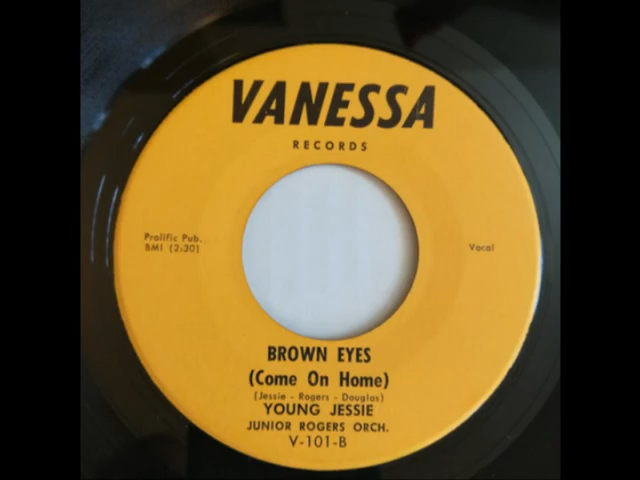 VANESSA
RECORDS
Prolific Pub.
BMI (2:30)
Vocal
BROWN EYES
(Come On Home)
(Jessie - Rogers - Douglas)
YOUNG JESSIE
JUNIOR ROGERS ORCH.
V-101-B